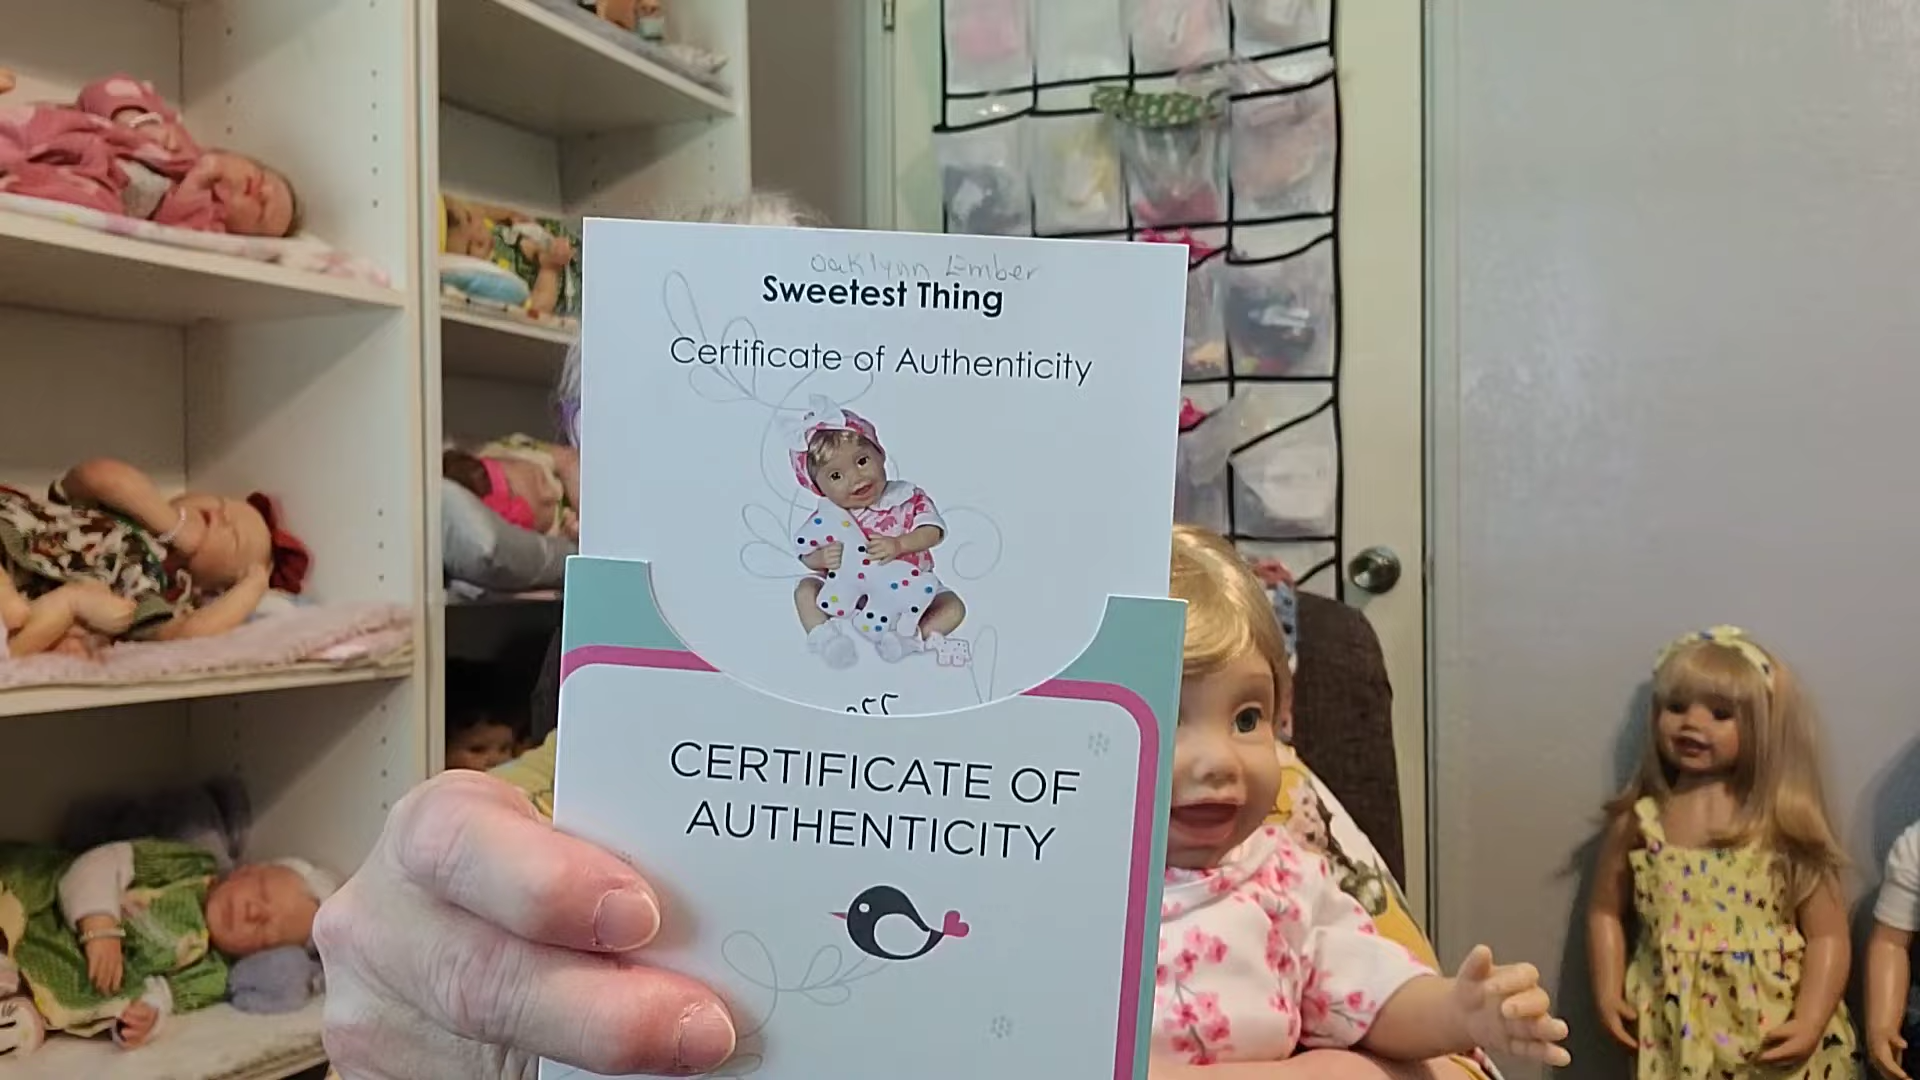 Oaklynn Ember
Sweetest Thing
Certificate of Authenticity
CERTIFICATE OF
AUTHENTICITY